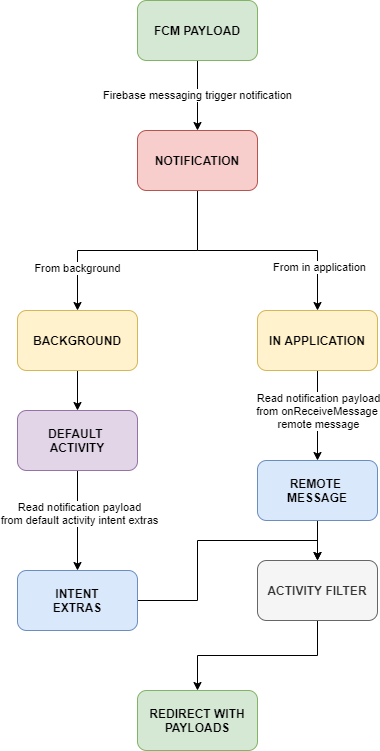 FCM PAYLOAD
Firebase messaging trigger notification
NOTIFICATION
From background
From in application
BACKGROUND
IN APPLICATION
Read notification payload
from onReceiveMessage
remote message
DEFAULT
ACTIVITY
REMOTE
MESSAGE
Read notification payload
from default activity intent extras
INTENT
EXTRAS
ACTIVITY FILTER
REDIRECT WITH
PAYLOADS